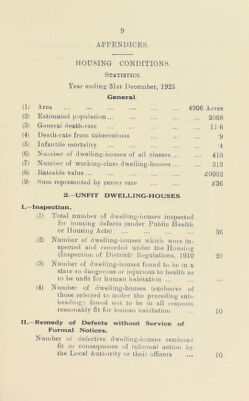 9
APPENDICES
HOUSING CONDITIONS.
STATISTICS.
Year ending 31st December, 1925.
General.
(1) Area ... ... ... ... ... ... 4906 Acres
(2) Estimated population ... ... ... ... 2068
(3) General death-rate ... ... ... ... 11·6
(4) Death-rate from tuberculosis ... ... ... ·9
(5) Infantile mortality ... ... ... ... 4
(6) Number of dwelling-houses of all classes ... ... 418
(7) Number of working-class dwelling-houses ... ... 313
(8) Rateable value ... ... ... ...
(9) Sum represented by penny rate ... ... £36
2.—UNFIT DWELLING-HOUSES
I.—Inspection.
(1) Total number of dwelling-houses inspected
for housing defects (under Public Health
or Housing Acts) ... ... ... 36
(2) Number of dwelling-houses which were in-
spected and recorded under the Housing
(Inspection of District) Regulations, 1910 20
(3) Number of dwelling-houses found to be in a
state so dangerous or injurious to health as
to be unfit for human habitation ... ... ...
(4) Number of dwelling-houses (exclusive of
those referred to under the preceding sub-
heading) found not to be in all respects
reasonably fit for human habitation ... 10
II.—Remedy of Defects without Service of
Formal Notices.
Number of defective dwelling-houses rendered
fit in consequence of informal action by
the Local Authority or their officers ... 10